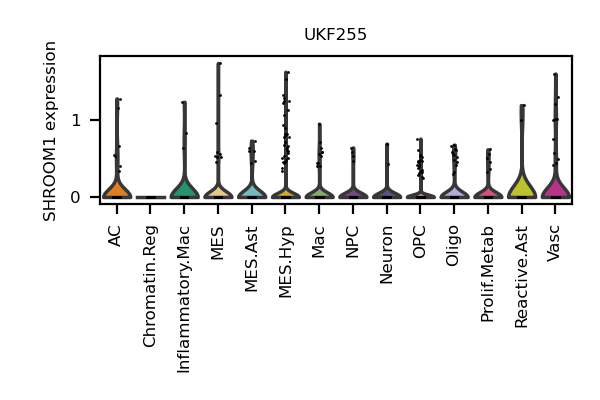 UKF255
SHROOM1 expression
1
0
AC
Chromatin.Reg
Inflammatory.Mac
MES
MES.Ast
MES.Hyp
Mac
NPC
Neuron
OPC
Oligo
Prolif.Metab
Reactive.Ast
Vasc